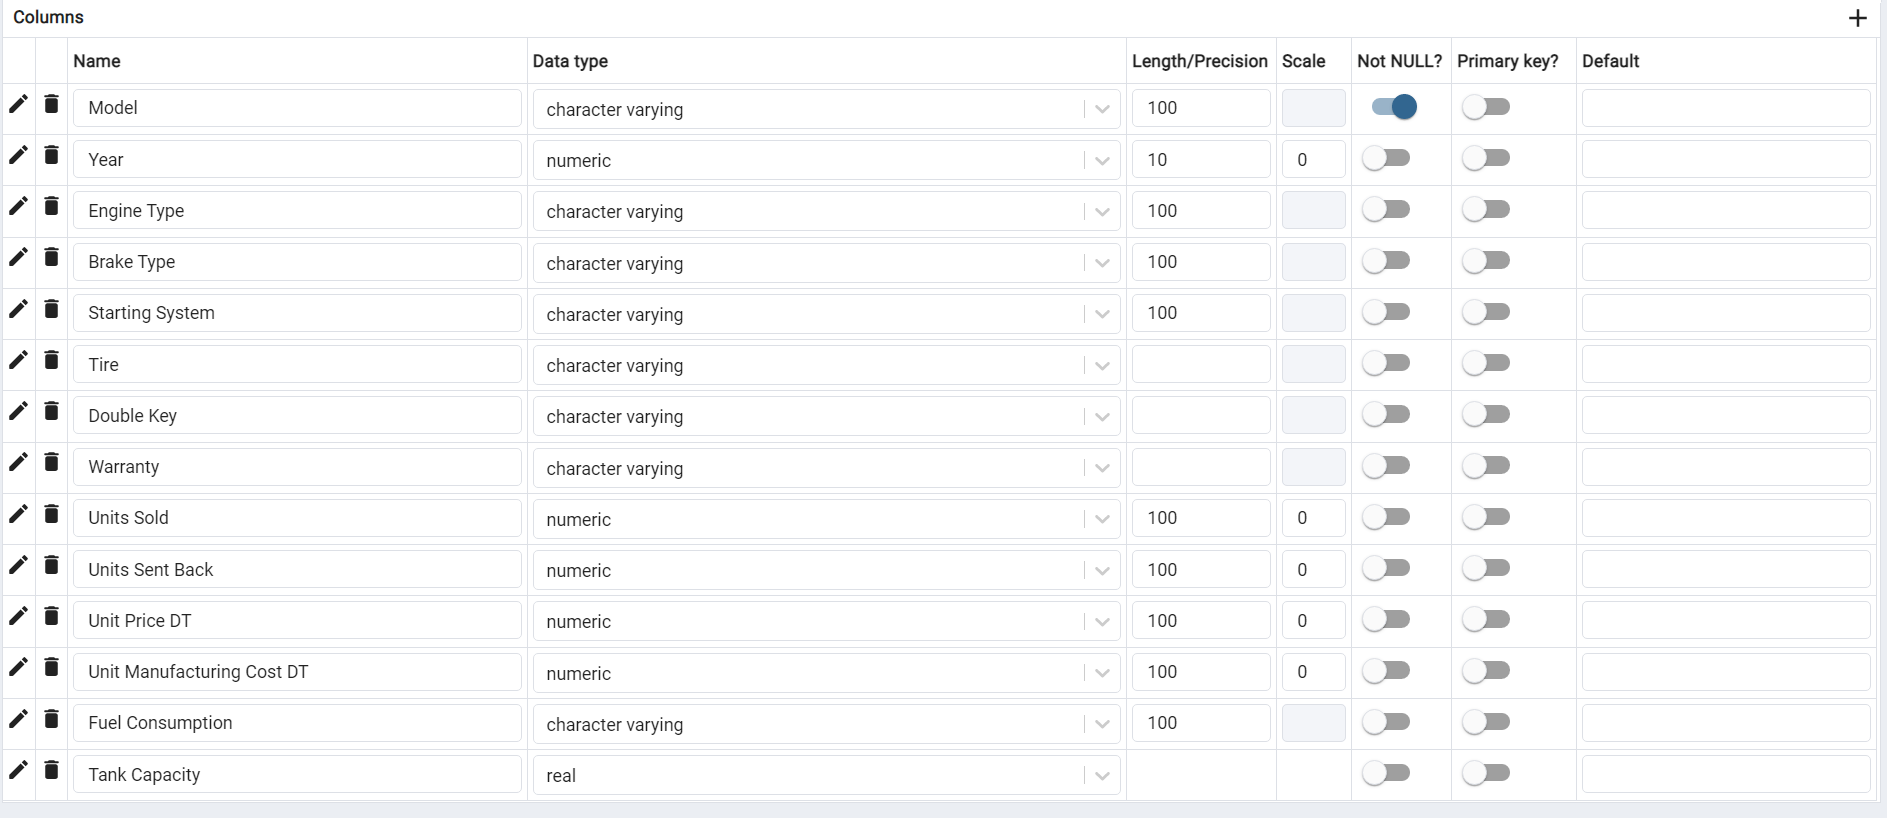 Columns
Name Data type Length/Precision Scale Not NULL? Primary key? Default
Model character varying 100
Year numeric 10 0
Engine Type character varying 100
Brake Type character varying 100
Starting System character varying 100
Tire character varying
Double Key character varying
Warranty character varying
Units Sold numeric 100 0
Units Sent Back numeric 100 0
Unit Price DT numeric 100 0
Unit Manufacturing Cost DT numeric 100 0
Fuel Consumption character varying 100
Tank Capacity real